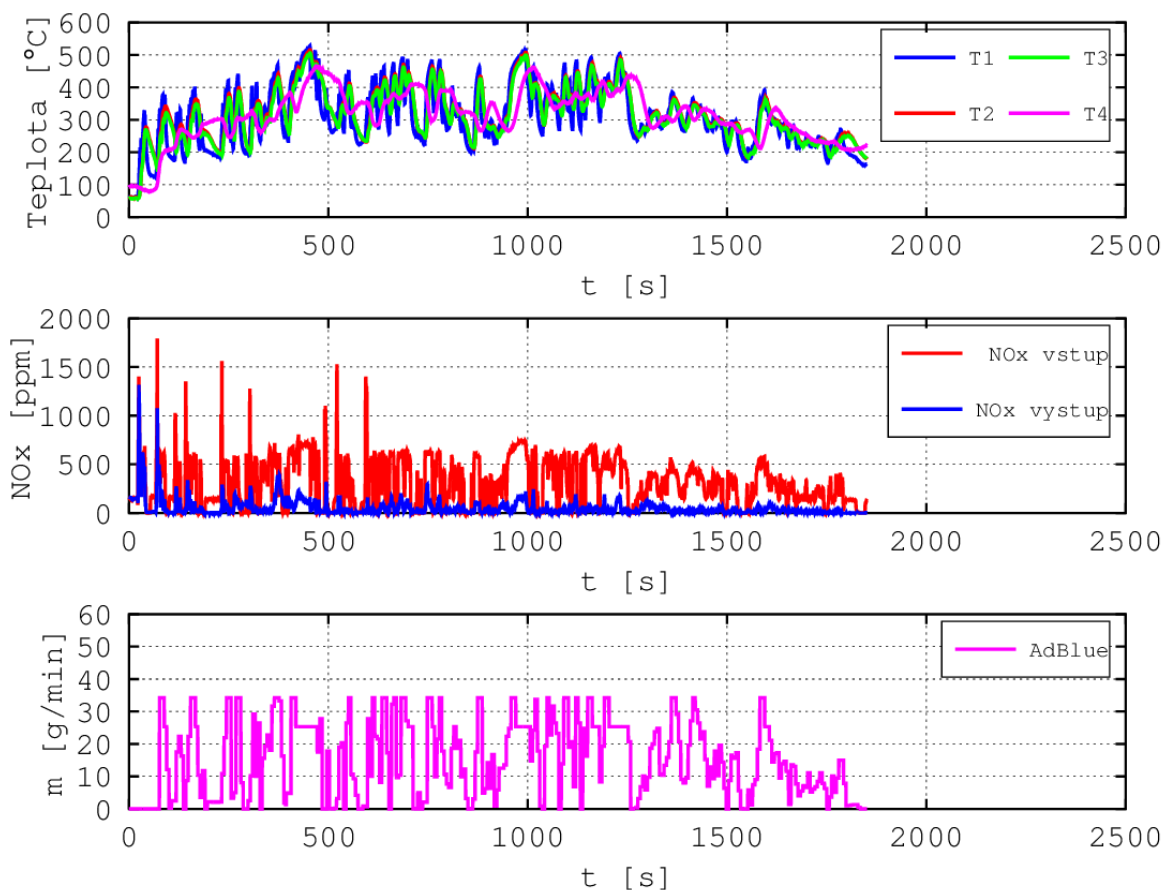 Teplota [°C]
600
500
400
300
200
100
0
T1 T3
T2 T4
0 500 1000 1500 2000 2500
t [s]
NOx [ppm]
2000
1500
1000
500
0
NOx vstup
NOx vystup
0 500 1000 1500 2000 2500
t [s]
m [g/min]
60
50
40
30
20
10
0
AdBlue
0 500 1000 1500 2000 2500
t [s]